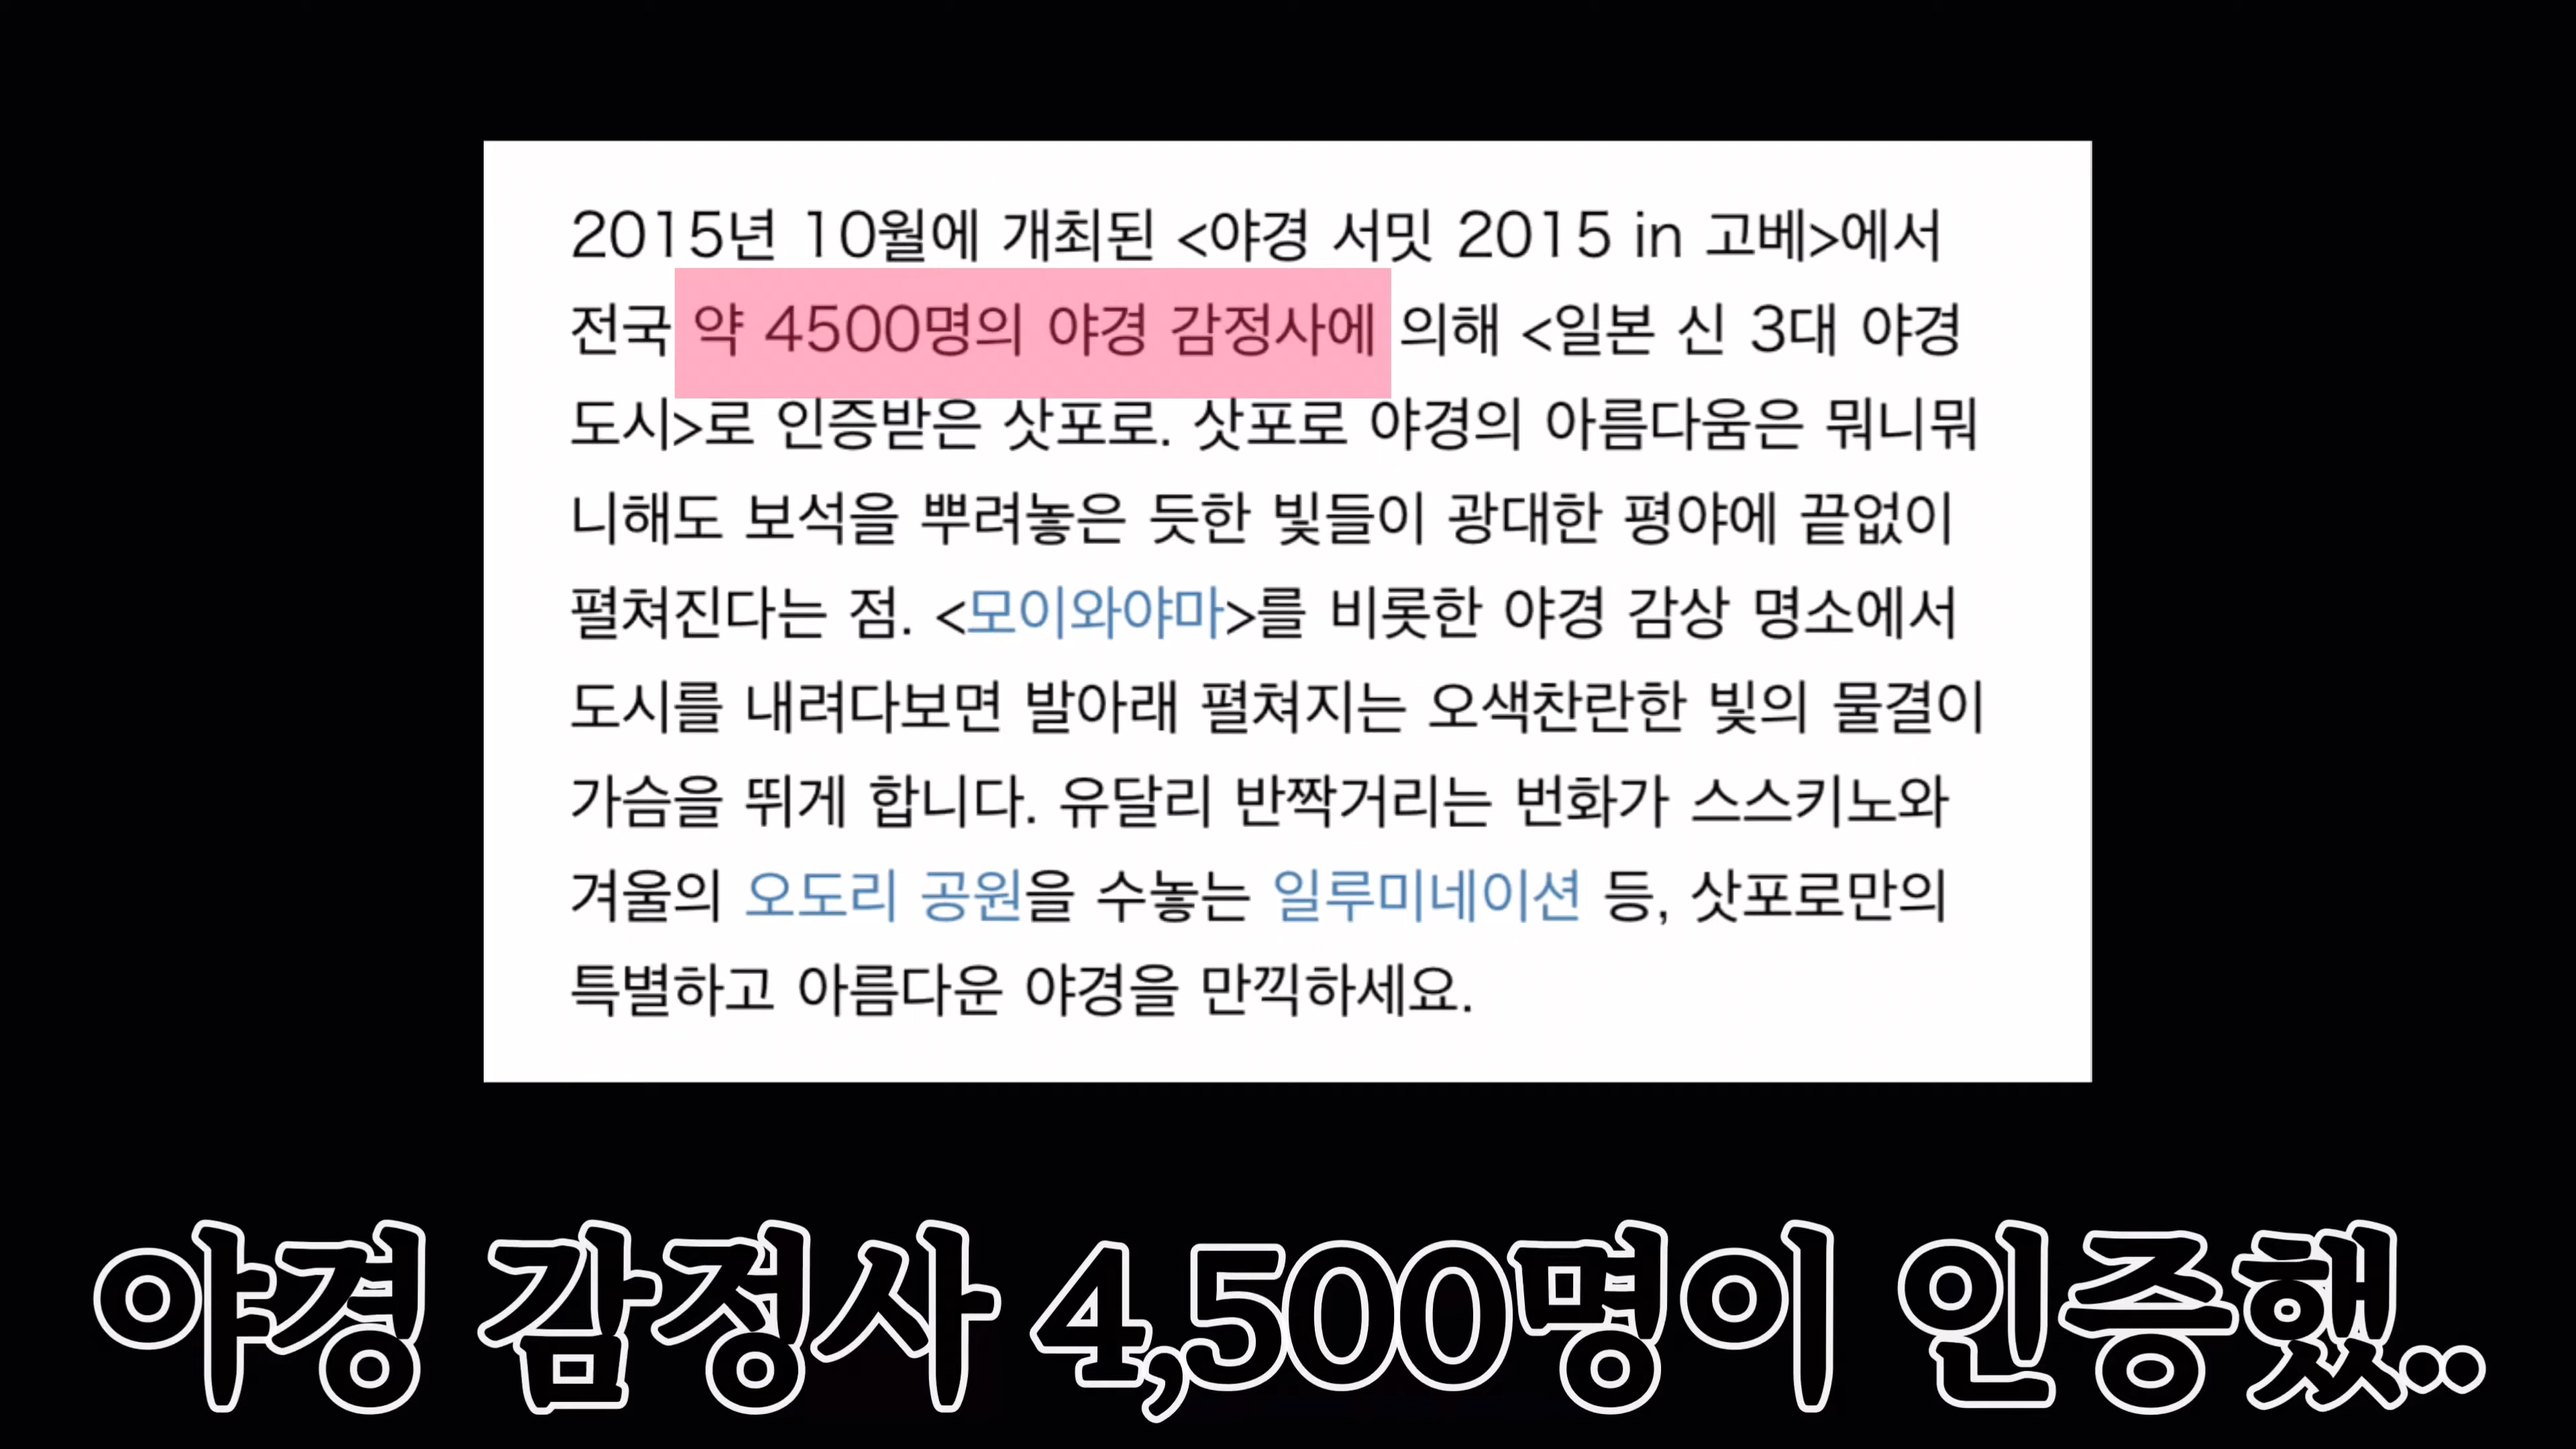 2015년 10월에 개최된 <야경 서밋 2015 in 고베>에서
전국 약 4500명의 야경 감정사에 의해 <일본 신 3대 야경
도시>로 인증받은 삿포로. 삿포로 야경의 아름다움은 뭐니뭐
니해도 보석을 뿌려놓은 듯한 빛들이 광대한 평야에 끝없이
펼쳐진다는 점. <모이와야마>를 비롯한 야경 감상 명소에서
도시를 내려다보면 발아래 펼쳐지는 오색찬란한 빛의 물결이
가슴을 뛰게 합니다. 유달리 반짝거리는 번화가 스스키노와
겨울의 오도리 공원을 수놓는 일루미네이션 등, 삿포로만의
특별하고 아름다운 야경을 만끽하세요.
야경 감정사 4,500명이 인증했..